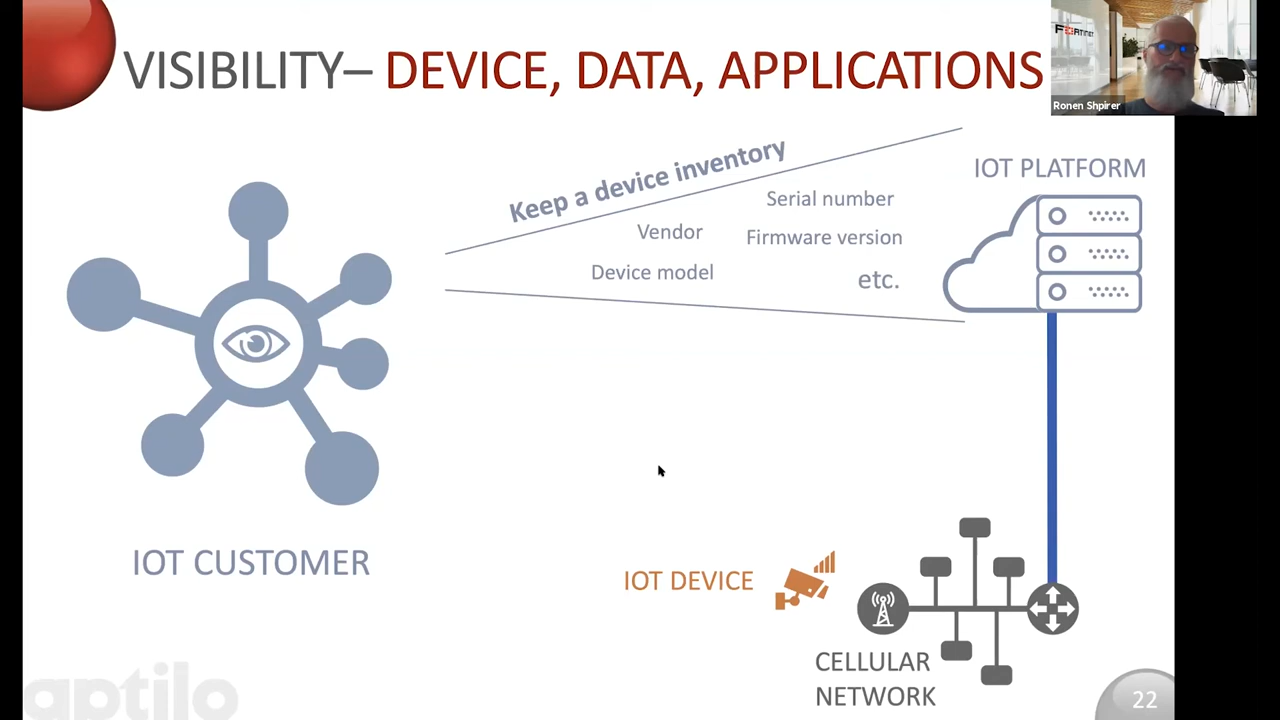 VISIBILITY– DEVICE, DATA, APPLICATIONS
FORTINET
Ronen Shpirer
Keep a device inventory
Serial number
Vendor
Firmware version
Device model
etc.
IOT PLATFORM
IOT CUSTOMER
IOT DEVICE
CELLULAR
NETWORK
aptilo
22